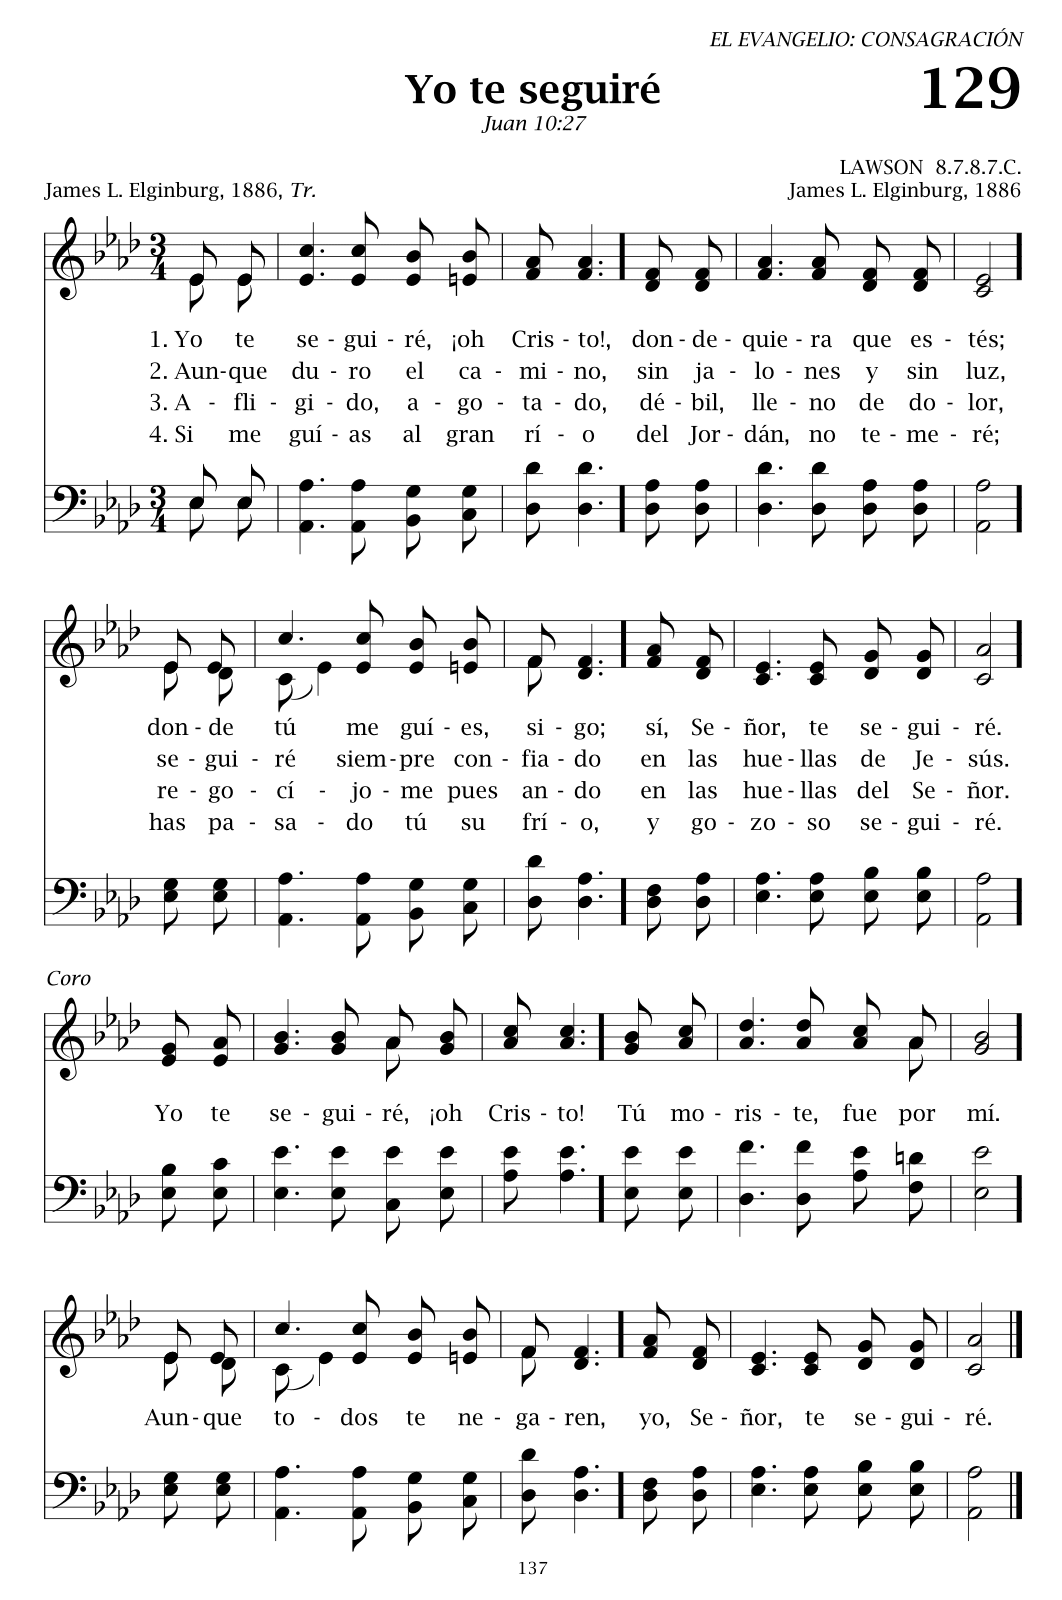 EL EVANGELIO: CONSAGRACIÓN
Yo te seguiré
129
Juan 10:27
LAWSON 8.7.8.7.C.
James L. Elginburg, 1886, Tr.
James L. Elginburg, 1886
3 4
1. Yo te se - gui - ré, ¡oh Cris - to!, don - de - quie - ra que es - tés;
2. Aun - que du - ro el ca - mi - no, sin ja - lo - nes y sin luz,
3. A - fli - gi - do, a - go - ta - do, dé - bil, lle - no de do - lor,
4. Si me guí - as al gran rí - o del Jor - dán, no te - me - ré;
3 4
don - de tú me guí - es, si - go; sí, Se - ñor, te se - gui - ré.
se - gui - ré siem - pre con - fia - do en las hue - llas de Je - sús.
re - go - cí - jo - me pues an - do en las hue - llas del Se - ñor.
has pa - sa - do tú su frí - o, y go - zo - so se - gui - ré.
Coro
Yo te se - gui - ré, ¡oh Cris - to! Tú mo - ris - te, fue por mí.
Aun - que to - dos te ne - ga - ren, yo, Se - ñor, te se - gui - ré.
137